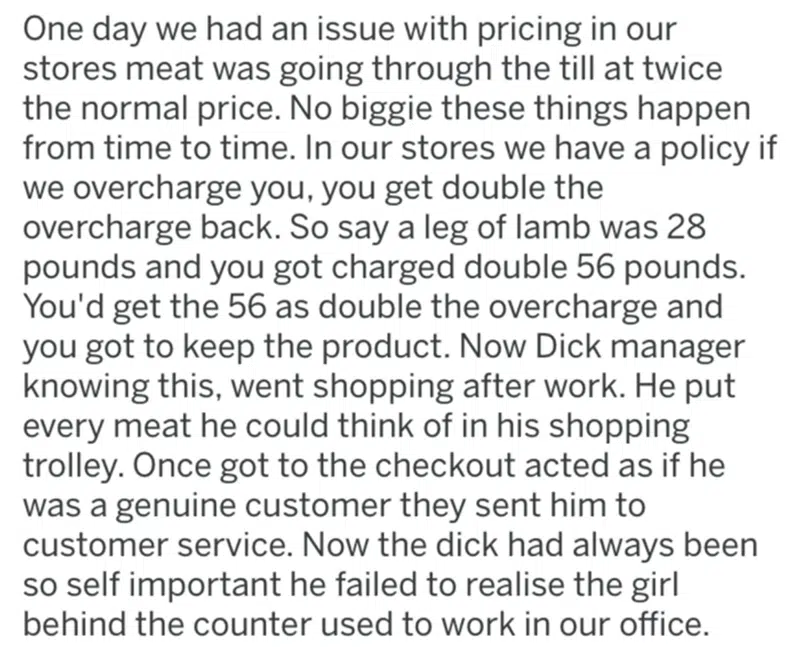 One day we had an issue with pricing in our
stores meat was going through the till at twice
the normal price. No biggie these things happen
from time to time. In our stores we have a policy if
we overcharge you, you get double the
overcharge back. So say a leg of lamb was 28
pounds and you got charged double 56 pounds.
You'd get the 56 as double the overcharge and
you got to keep the product. Now Dick manager
knowing this, went shopping after work. He put
every meat he could think of in his shopping
trolley. Once got to the checkout acted as if he
was a genuine customer they sent him to
customer service. Now the dick had always been
so self important he failed to realise the girl
behind the counter used to work in our office.